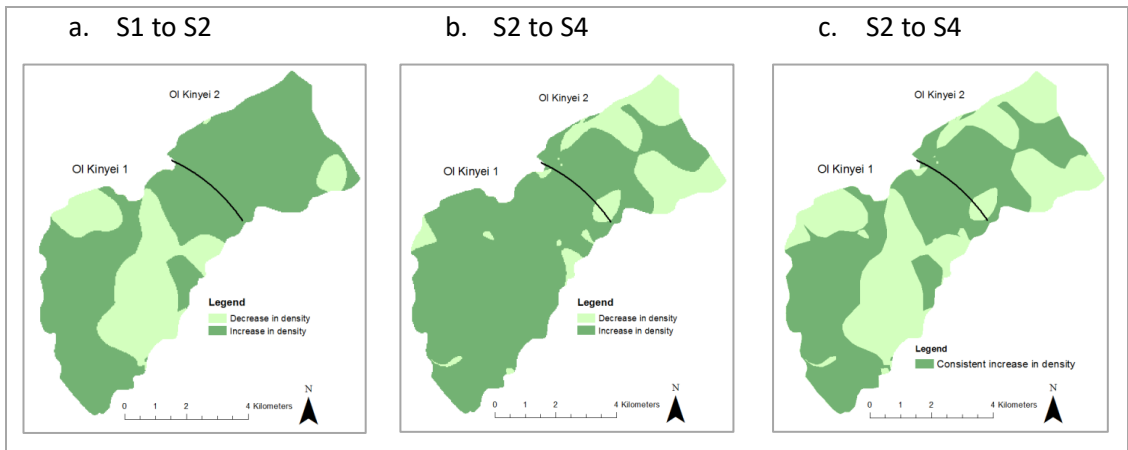 a. S1 to S2
b. S2 to S4
c. S2 to S4
Ol Kinyei 2
Ol Kinyei 1
Legend
Decrease in density
Increase in density
N
0 1 2 4 Kilometers
Ol Kinyei 2
Ol Kinyei 1
Legend
Decrease in density
Increase in density
N
0 1 2 4 Kilometers
Ol Kinyei 2
Ol Kinyei 1
Legend
Consistent increase in density
N
0 1 2 4 Kilometers